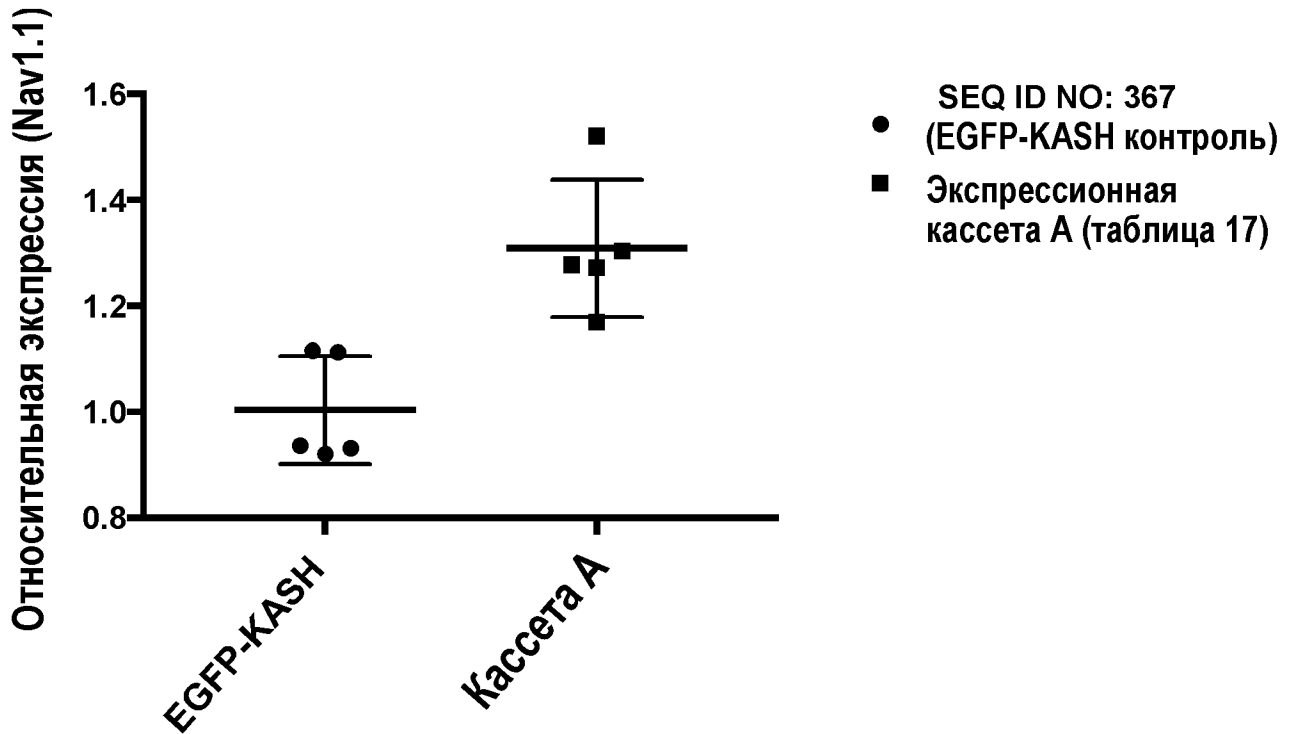 Относительная экспрессия (Nav1.1)
1.6
1.4
1.2
1.0
0.8
EGFP-KASH
Кассета А
SEQ ID NO: 367
(EGFP-KASH контроль)
Экспрессионная
кассета А (таблица 17)